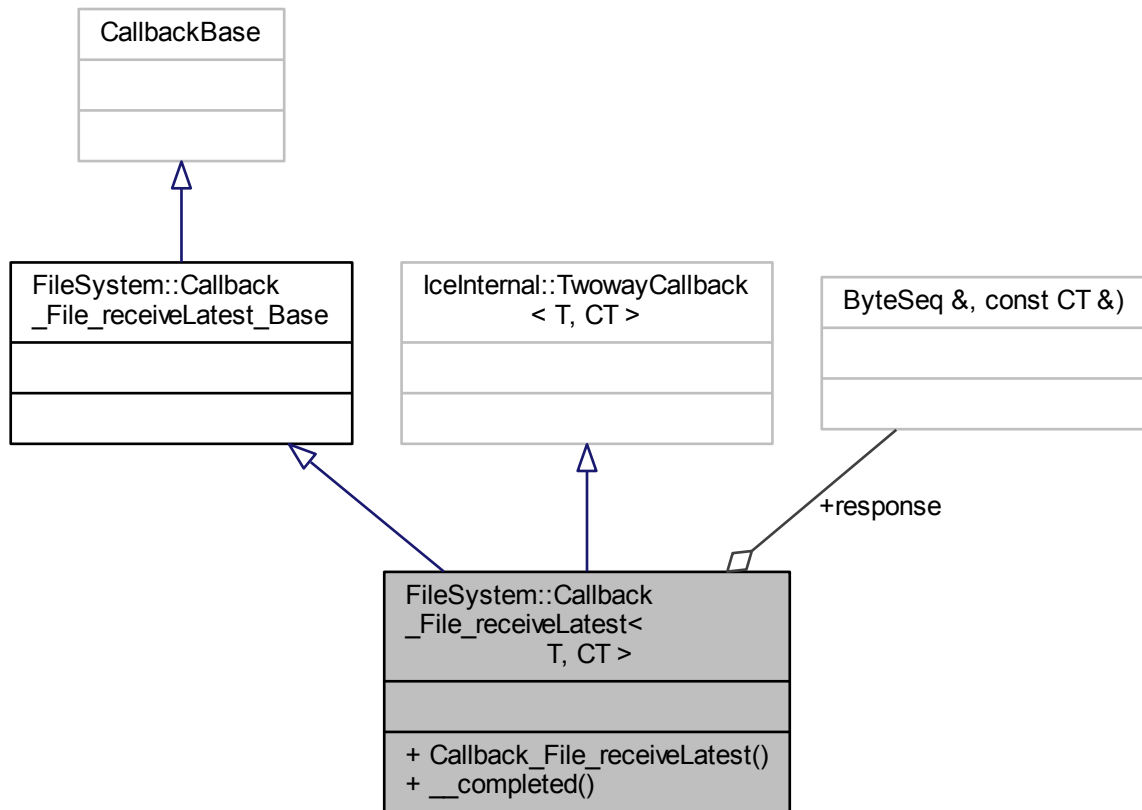 CallbackBase
FileSystem::Callback
_File_receiveLatest_Base
IceInternal::TwowayCallback
< T, CT >
ByteSeq &, const CT &)
+response
FileSystem::Callback
_File_receiveLatest<
T, CT >
+ Callback_File_receiveLatest()
+ __completed()